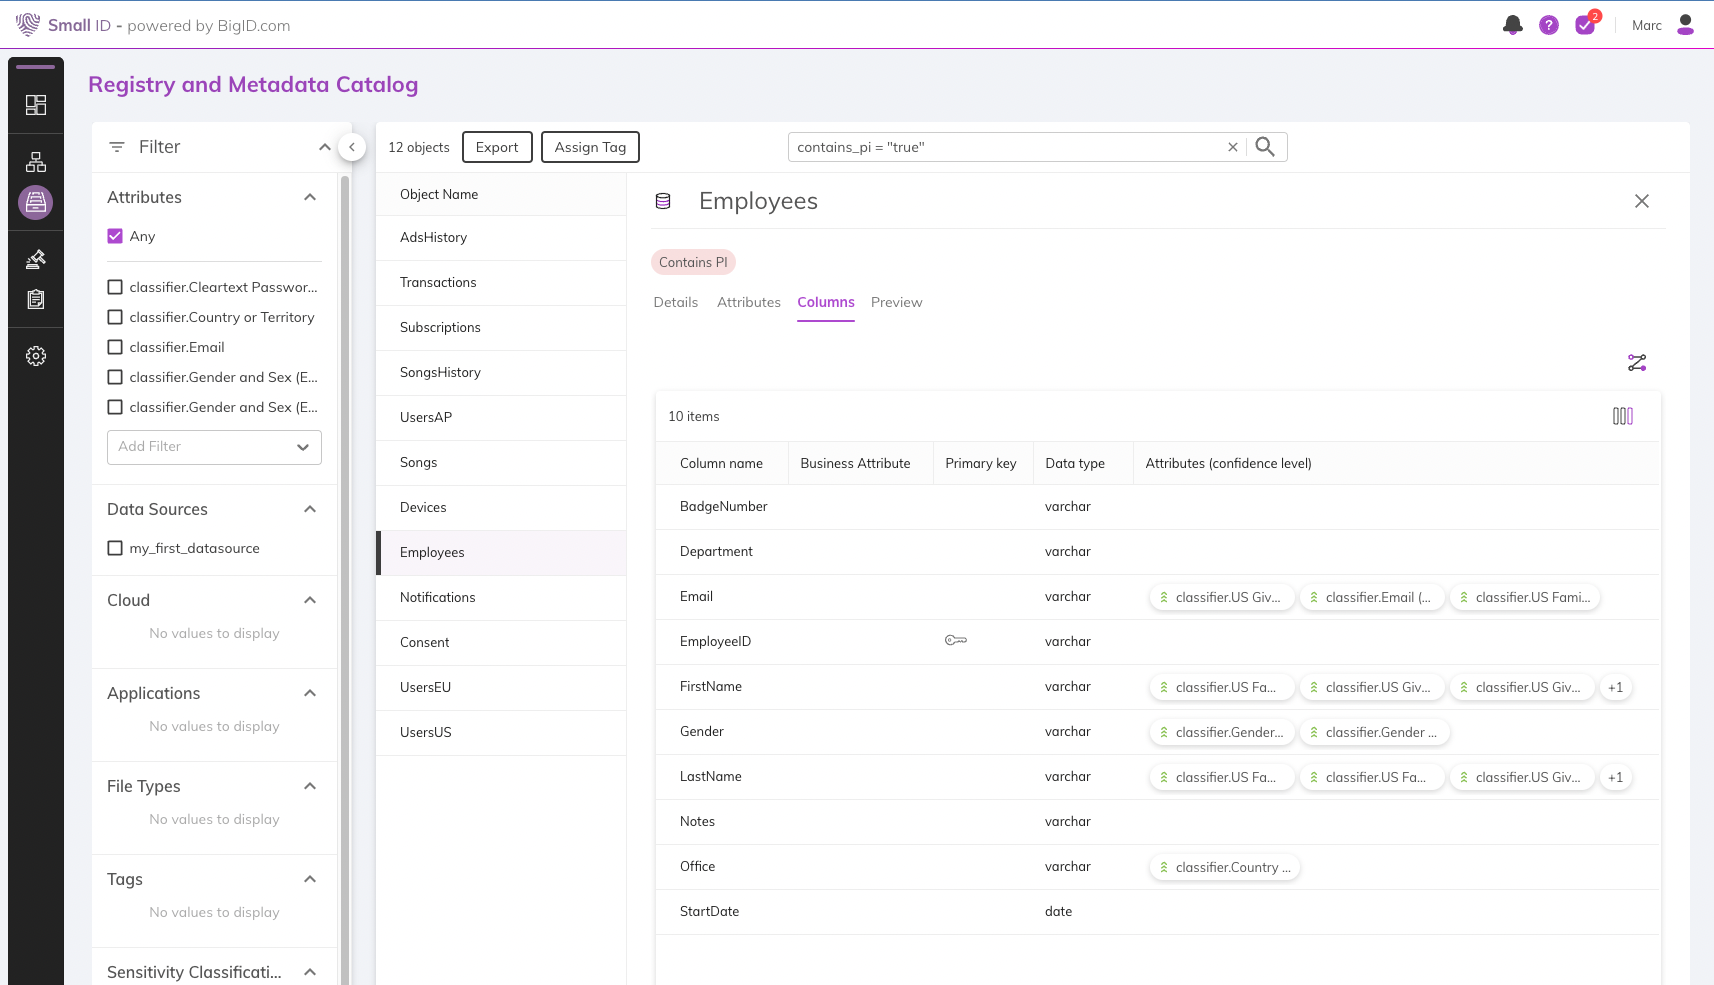 Small ID - powered by BigID.com
2
Marc
Registry and Metadata Catalog
Filter
Attributes
Any
classifier.Cleartext Passwor...
classifier.Country or Territory
classifier.Email
classifier.Gender and Sex (E...
classifier.Gender and Sex (E...
Add Filter
Data Sources
my_first_datasource
Cloud
No values to display
Applications
No values to display
File Types
No values to display
Tags
No values to display
Sensitivity Classificati...
12 objects
Export
Assign Tag
contains_pi = "true"
Object Name
AdsHistory
Transactions
Subscriptions
SongsHistory
UsersAP
Songs
Devices
Employees
Notifications
Consent
UsersEU
UsersUS
Employees
Contains PI
Details Attributes Columns Preview
10 items
Column name Business Attribute Primary key Data type Attributes (confidence level)
BadgeNumber varchar
Department varchar
Email varchar classifier.US Giv... classifier.Email (... classifier.US Fami...
EmployeeID varchar
FirstName varchar classifier.US Fa... classifier.US Giv... classifier.US Giv... +1
Gender varchar classifier.Gender... classifier.Gender ...
LastName varchar classifier.US Fa... classifier.US Fa... classifier.US Giv... +1
Notes varchar
Office varchar classifier.Country ...
StartDate date